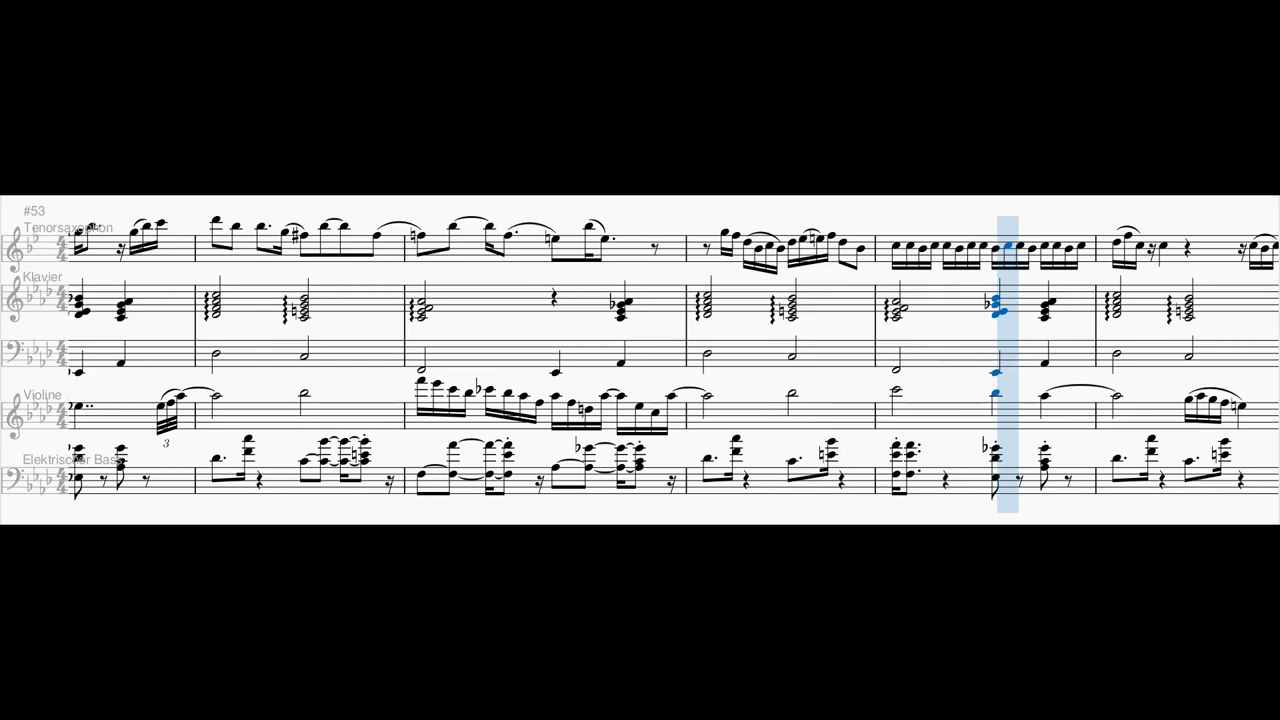 #53
Tenorsaxophon
Klavier
Violine
3
Elektrischer Bass